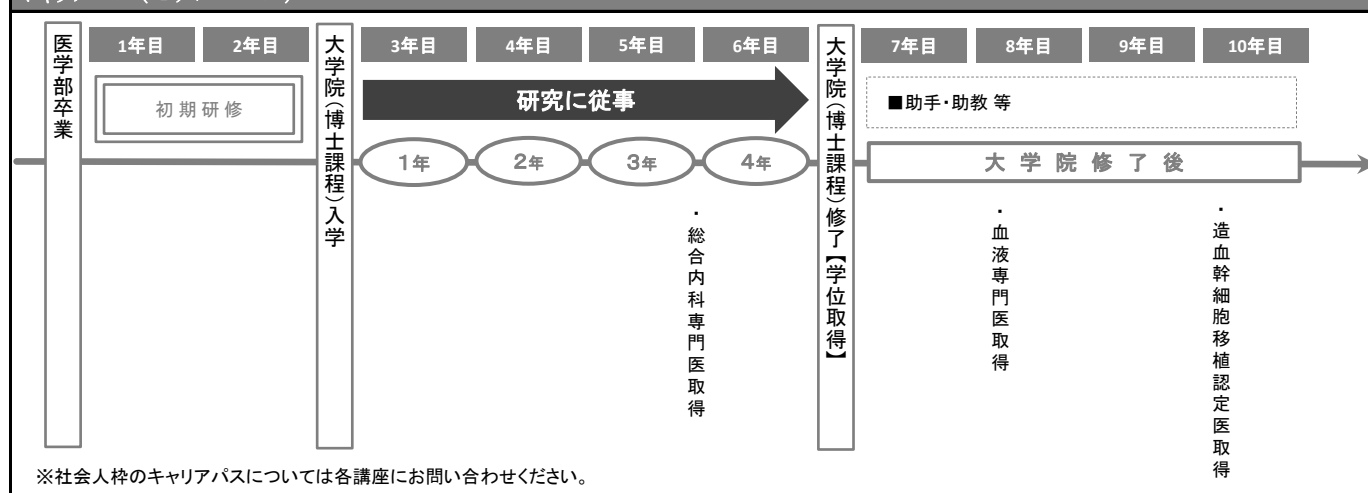 医学部卒業
1年目
2年目
初期研修
大学院(博士課程)入学
3年目
4年目
5年目
6年目
研究に従事
1年
2年
3年
4年
・総合内科専門医取得
大学院(博士課程)修了【学位取得】
7年目
8年目
9年目
10年目
■助手・助教 等
大学院修了後
・血液専門医取得
・造血幹細胞移植認定医取得
※社会人枠のキャリアパスについては各講座にお問い合わせください。